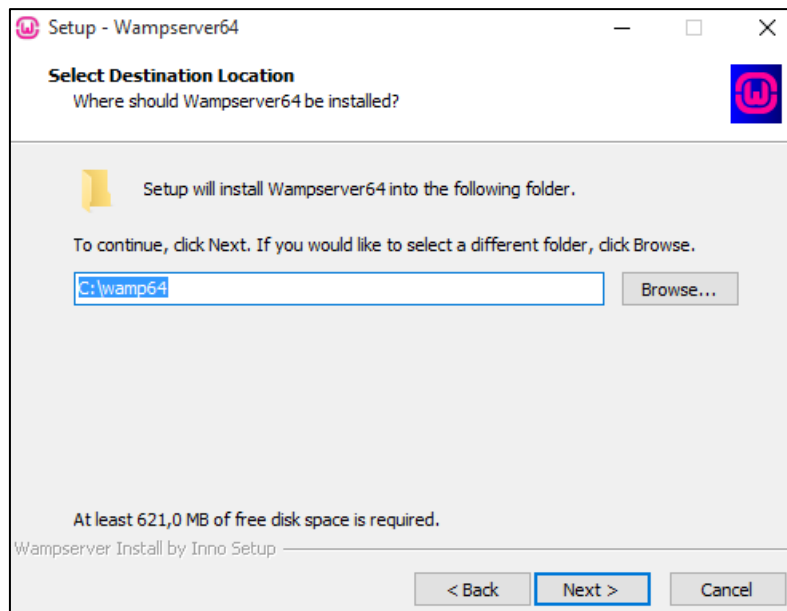 Setup - Wampserver64
Select Destination Location
Where should Wampserver64 be installed?
Setup will install Wampserver64 into the following folder.
To continue, click Next. If you would like to select a different folder, click Browse.
C:\wamp64
Browse...
At least 621,0 MB of free disk space is required.
Wampserver Install by Inno Setup
< Back
Next >
Cancel